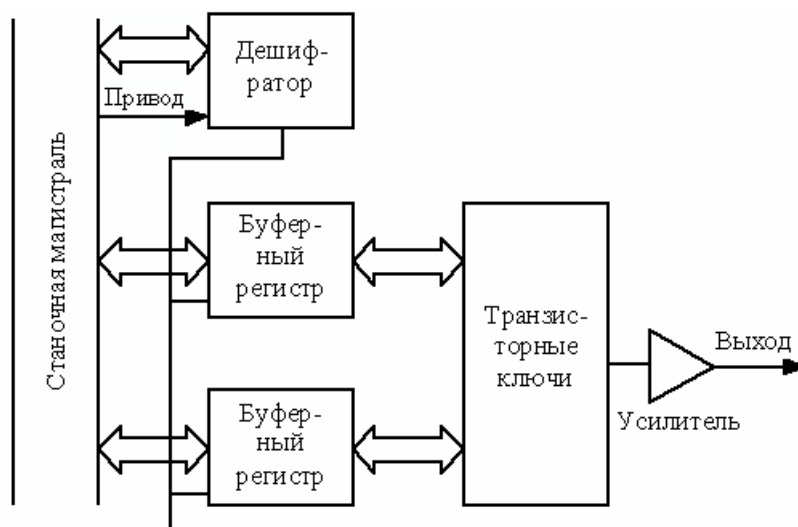 Дешиф-
ратор
Привод
Станочная магистраль
Буфер-
ный
регистр
Транзис-
торные
ключи
Выход
Усилитель
Буфер-
ный
регистр